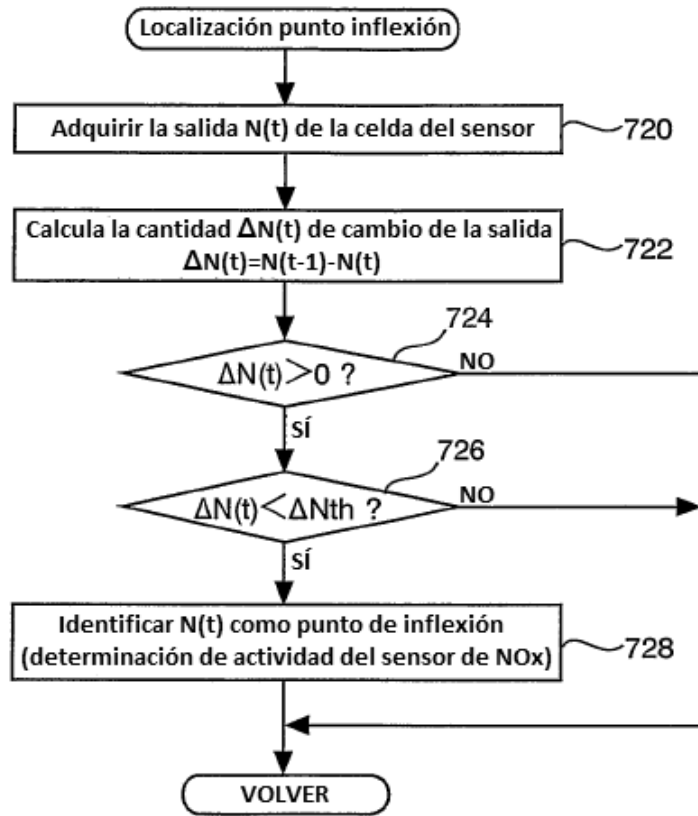 Localización punto inflexión
Adquirir la salida N(t) de la celda del sensor
720
Calcula la cantidad ΔN(t) de cambio de la salida
ΔN(t)=N(t-1)-N(t)
722
724
ΔN(t)>0 ?
NO
SÍ
726
ΔN(t)<ΔNth ?
NO
SÍ
Identificar N(t) como punto de inflexión
(determinación de actividad del sensor de NOx)
728
VOLVER